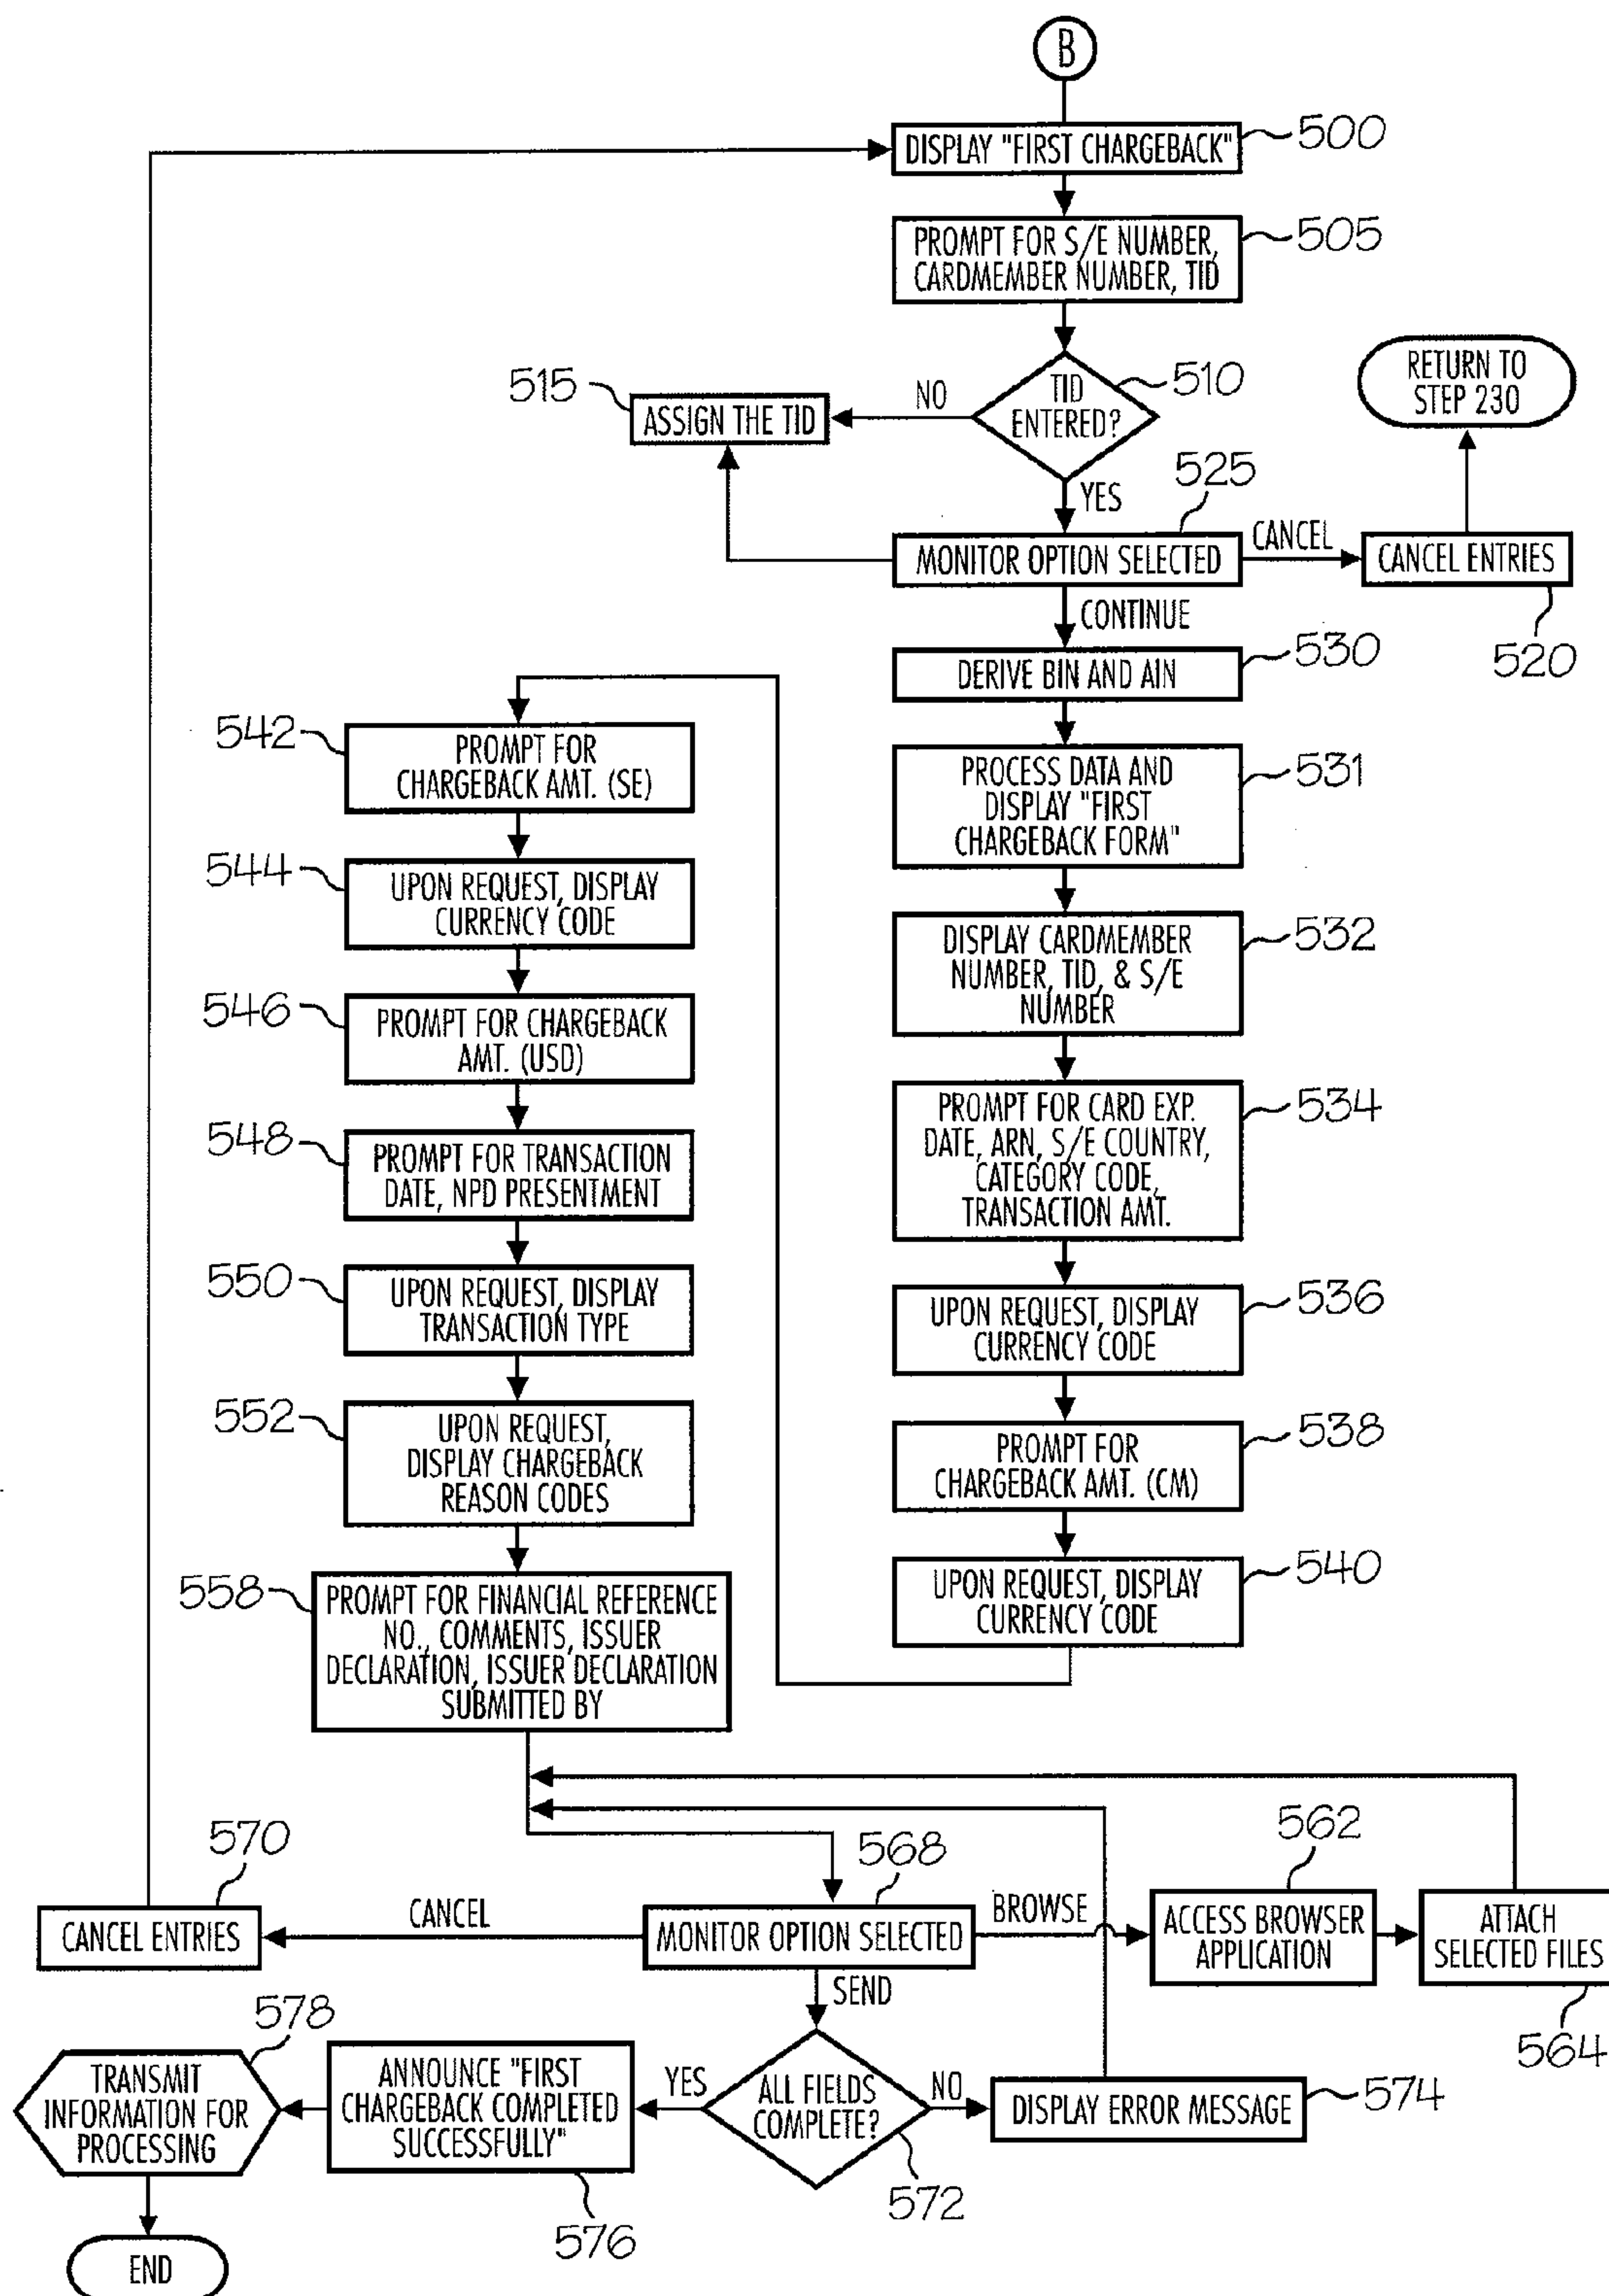 B
DISPLAY "FIRST CHARGEBACK"
500
PROMPT FOR S/E NUMBER,
CARDMEMBER NUMBER, TID
505
TID
ENTERED?
510
NO
515
ASSIGN THE TID
RETURN TO
STEP 230
YES
525
MONITOR OPTION SELECTED
CANCEL
CANCEL ENTRIES
520
CONTINUE
DERIVE BIN AND AIN
530
PROCESS DATA AND
DISPLAY "FIRST
CHARGEBACK FORM"
531
DISPLAY CARDMEMBER
NUMBER, TID, & S/E
NUMBER
532
PROMPT FOR CARD EXP.
DATE, ARN, S/E COUNTRY,
CATEGORY CODE,
TRANSACTION AMT.
534
UPON REQUEST, DISPLAY
CURRENCY CODE
536
PROMPT FOR
CHARGEBACK AMT. (CM)
538
UPON REQUEST, DISPLAY
CURRENCY CODE
540
542
PROMPT FOR
CHARGEBACK AMT. (SE)
544
UPON REQUEST, DISPLAY
CURRENCY CODE
546
PROMPT FOR CHARGEBACK
AMT. (USD)
548
PROMPT FOR TRANSACTION
DATE, NPD PRESENTMENT
550
UPON REQUEST, DISPLAY
TRANSACTION TYPE
552
UPON REQUEST,
DISPLAY CHARGEBACK
REASON CODES
558
PROMPT FOR FINANCIAL REFERENCE
NO., COMMENTS, ISSUER
DECLARATION, ISSUER DECLARATION
SUBMITTED BY
570
CANCEL ENTRIES
CANCEL
568
MONITOR OPTION SELECTED
BROWSE
562
ACCESS BROWSER
APPLICATION
ATTACH
SELECTED FILES
564
SEND
ALL FIELDS
COMPLETE?
572
NO
DISPLAY ERROR MESSAGE
574
YES
ANNOUNCE "FIRST
CHARGEBACK COMPLETED
SUCCESSFULLY"
576
578
TRANSMIT
INFORMATION FOR
PROCESSING
END